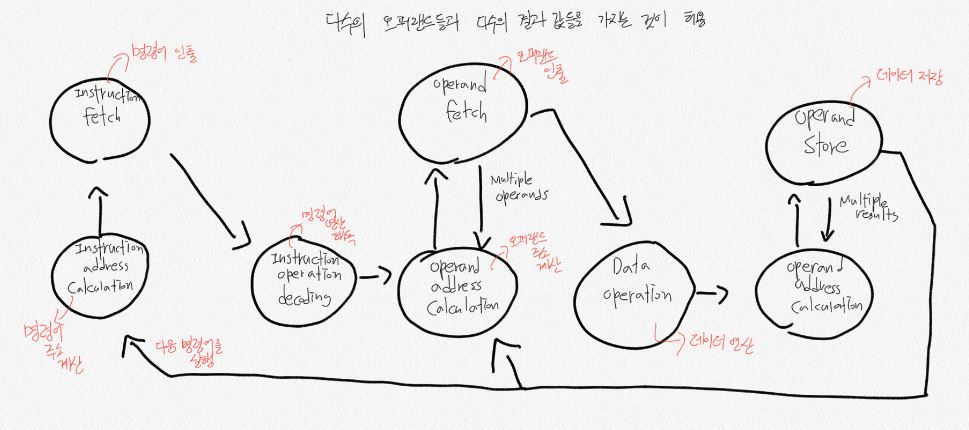 다수의 오퍼랜드들과 다수의 결과 값들을 가지는 것이 허용
명령어 인출
Instruction
fetch
Instruction
address
Calculation
명령어
주소
계산
다음 명령어를
실행
명령어
연산
해석
Instruction
operation
decoding
오퍼랜드
인출
operand
fetch
Multiple
operands
operand
address
Calculation
오퍼랜드
주소
계산
Data
operation
데이터 연산
데이터 저장
operand
Store
Multiple
results
operand
address
Calculation